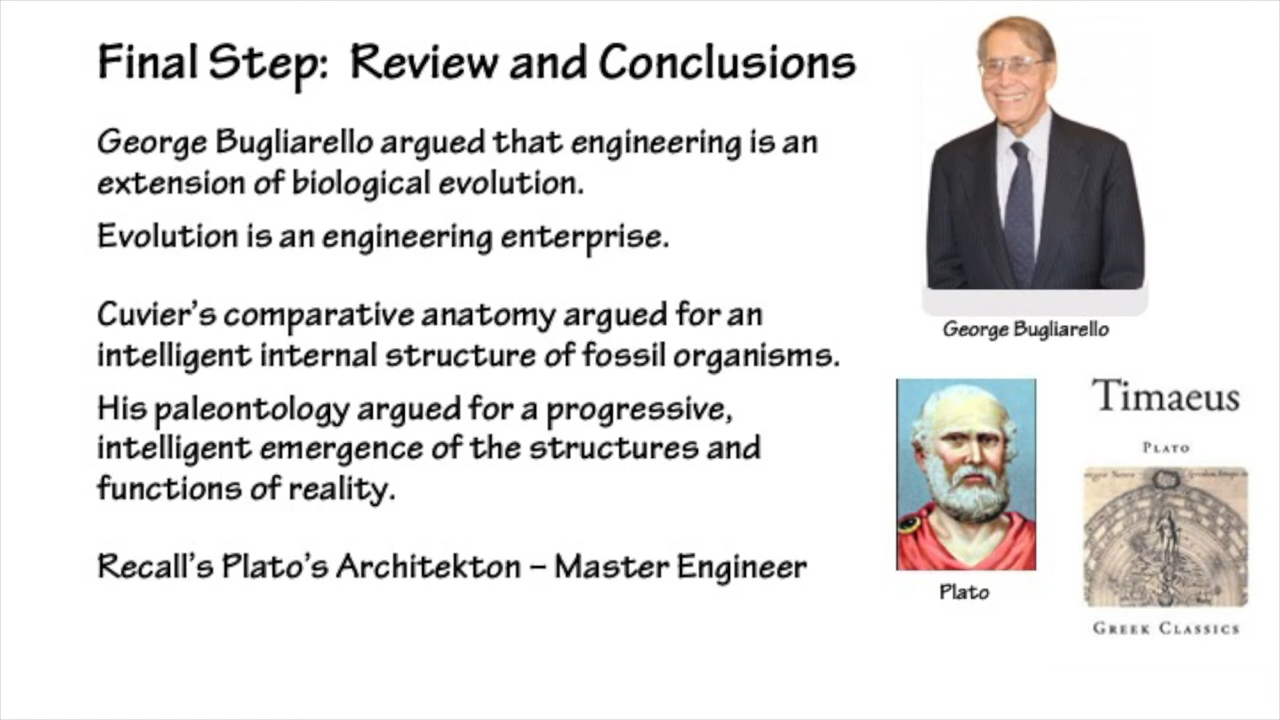 Final Step: Review and Conclusions
George Bugliarello argued that engineering is an
extension of biological evolution.
Evolution is an engineering enterprise.
Cuvier's comparative anatomy argued for an
intelligent internal structure of fossil organisms.
His paleontology argued for a progressive,
intelligent emergence of the structures and
functions of reality.
Recall's Plato's Architekton – Master Engineer
George Bugliarello
Plato
Timaeus
PLATO
GREEK CLASSICS